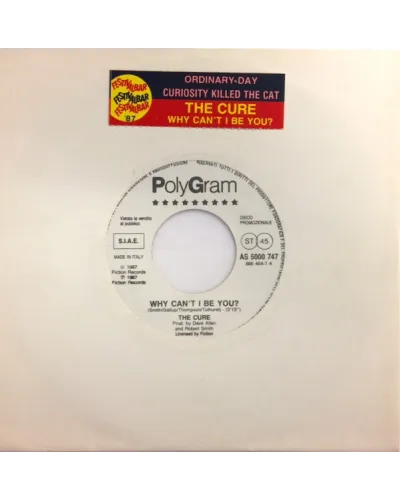 ORDINARY-DAY
CURIOSITY KILLED THE CAT
THE CURE
WHY CAN'T I BE YOU?
FESTIVALBAR
FESTIVALBAR
FESTIVALBAR
87
PolyGram
Vietata la vendita
al pubblico
DISCO
PROMOZIONALE
S.I.A.E.
ST 45
MADE IN ITALY
AS 5000 747
℗ 1987
Fiction Records
© 1987
Fiction Records
WHY CAN'T I BE YOU?
THE CURE
Prod. by Dave Allen
and Robert Smith
Licensed by Fiction